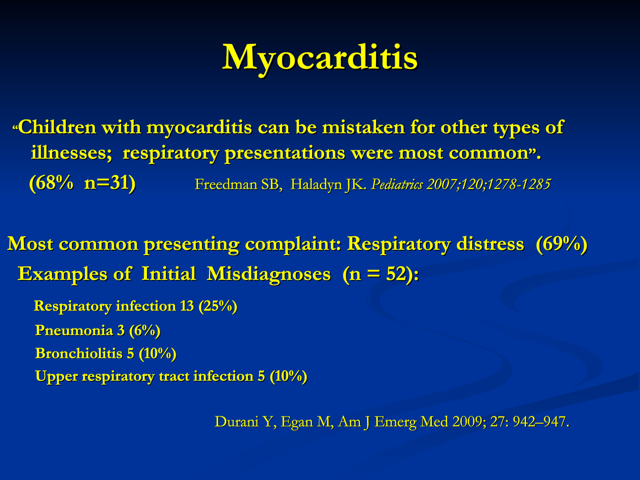 Myocarditis
“Children with myocarditis can be mistaken for other types of
illnesses; respiratory presentations were most common”.
(68% n=31) Freedman SB, Haladyn JK. Pediatrics 2007;120;1278-1285
Most common presenting complaint: Respiratory distress (69%)
Examples of Initial Misdiagnoses (n = 52):
Respiratory infection 13 (25%)
Pneumonia 3 (6%)
Bronchiolitis 5 (10%)
Upper respiratory tract infection 5 (10%)
Durani Y, Egan M, Am J Emerg Med 2009; 27: 942–947.